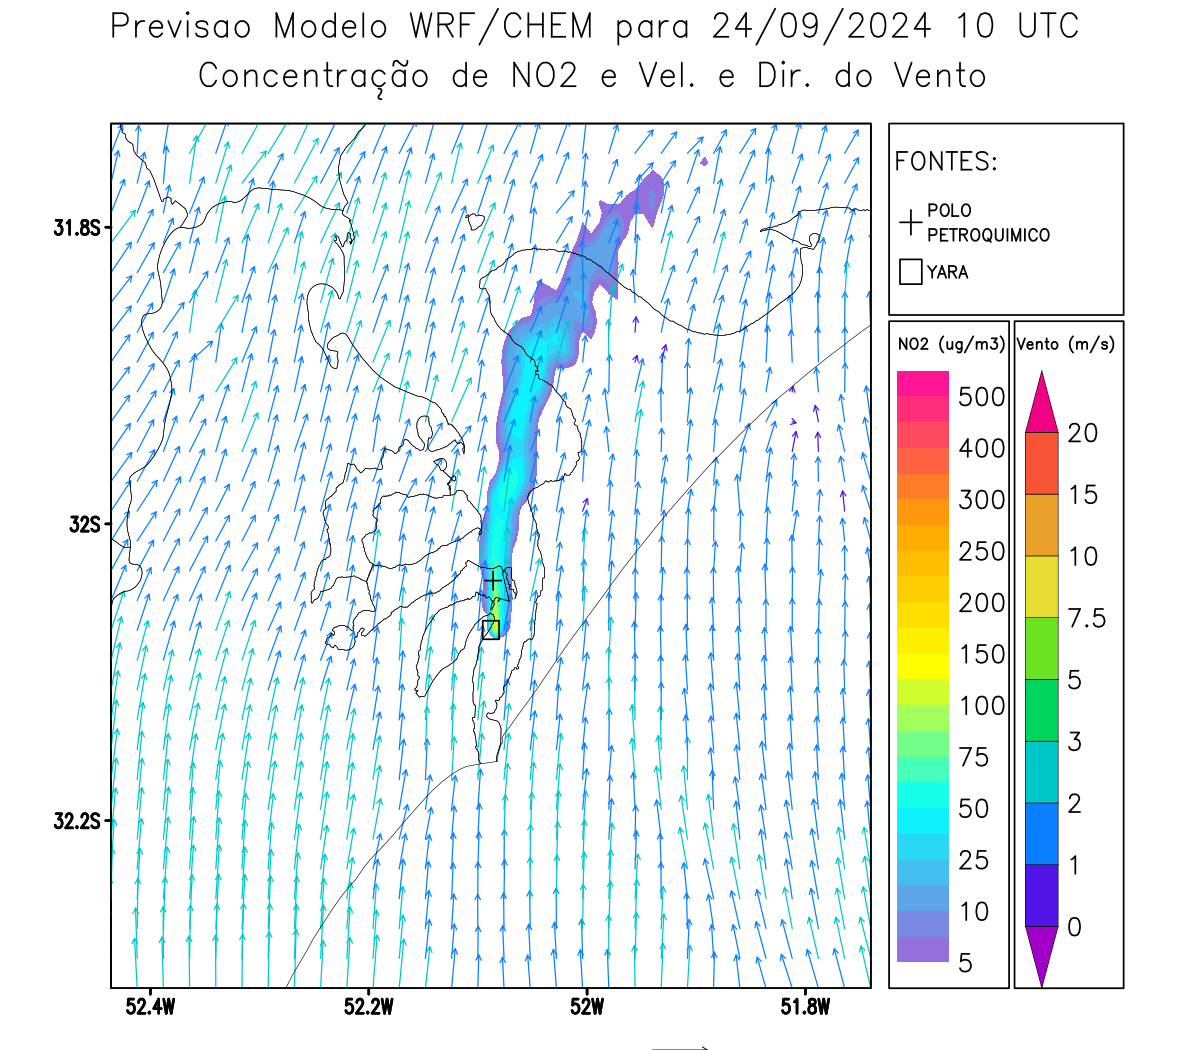 Previsao Modelo WRF/CHEM para 24/09/2024 10 UTC
Concentração de NO2 e Vel. e Dir. do Vento
FONTES:
POLO
PETROQUIMICO
YARA
NO2 (ug/m3)
500
400
300
250
200
150
100
75
50
25
10
5
Vento (m/s)
20
15
10
7.5
5
3
2
1
0
31.8S
32S
32.2S
52.4W
52.2W
52W
51.8W